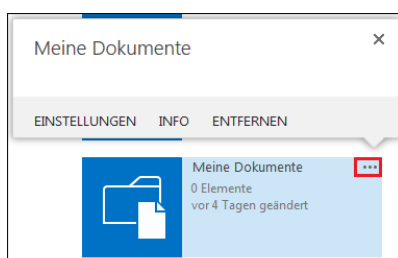 Meine Dokumente
EINSTELLUNGEN INFO ENTFERNEN
Meine Dokumente
0 Elemente
vor 4 Tagen geändert